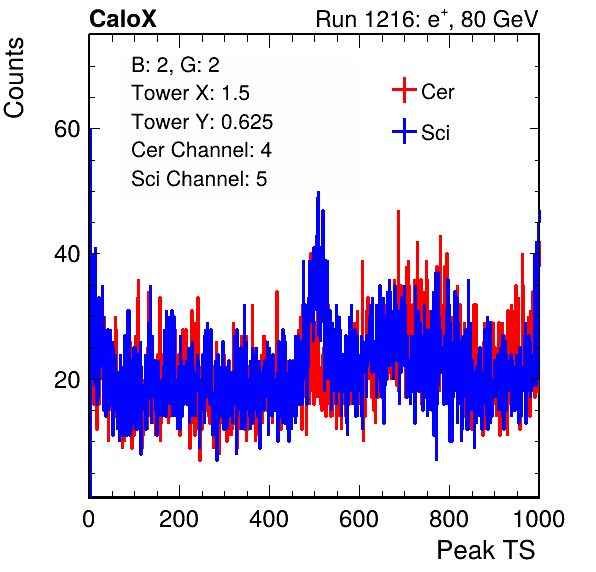 CaloX Run 1216: e+, 80 GeV
Counts
B: 2, G: 2
Tower X: 1.5
Tower Y: 0.625
Cer Channel: 4
Sci Channel: 5
Cer
Sci
60
40
20
0 200 400 600 800 1000
Peak TS